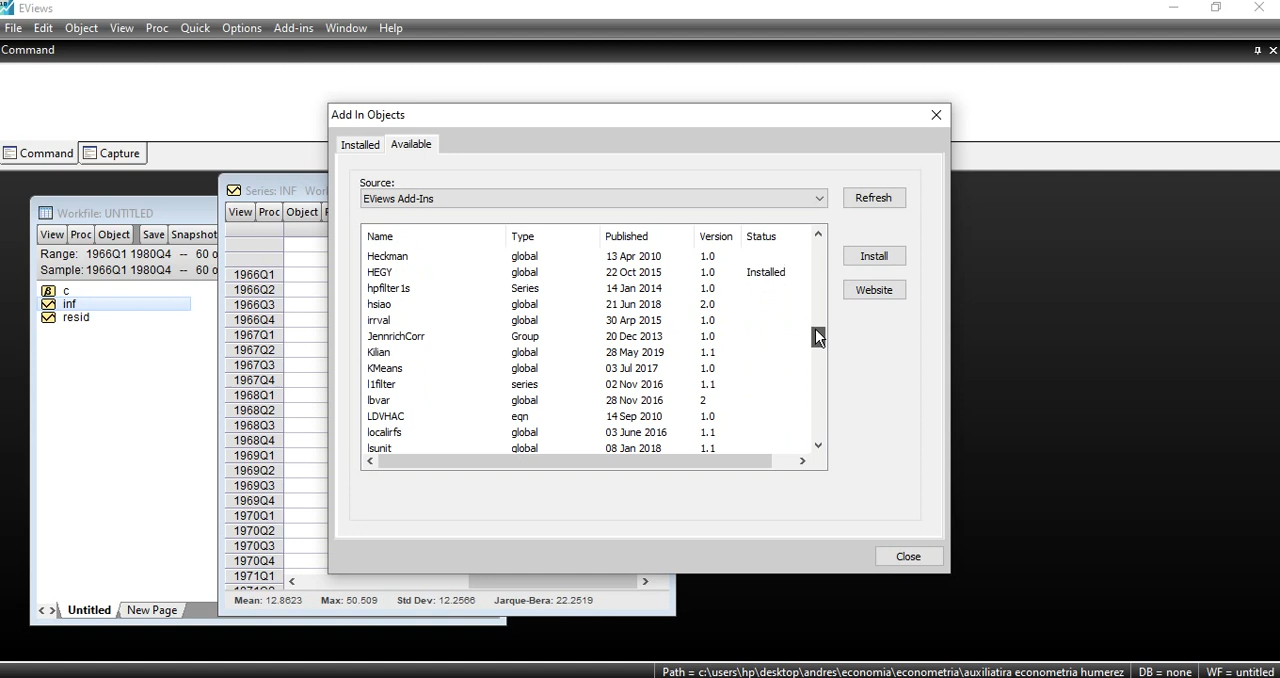 EViews
File Edit Object View Proc Quick Options Add-ins Window Help
Command
Command Capture
Add In Objects
Installed Available
Source:
EViews Add-Ins
Refresh
Install
Website
Name Type Published Version Status
Heckman global 13 Apr 2010 1.0
HEGY global 22 Oct 2015 1.0 Installed
hpfilter1s Series 14 Jan 2014 1.0
hsiao global 21 Jun 2018 2.0
irrval global 30 Arp 2015 1.0
JennrichCorr Group 20 Dec 2013 1.0
Kilian global 28 May 2019 1.1
KMeans global 03 Jul 2017 1.0
l1filter series 02 Nov 2016 1.1
lbvar global 28 Nov 2016 2
LDVHAC eqn 14 Sep 2010 1.0
localirfs global 03 June 2016 1.1
lsunit global 08 Jan 2018 1.1
Close
Workfile: UNTITLED
View Proc Object Save Snapshot
Range: 1966Q1 1980Q4 -- 60 o
Sample: 1966Q1 1980Q4 -- 60 o
c
inf
resid
Untitled New Page
Series: INF
View Proc Object
1966Q1
1966Q2
1966Q3
1966Q4
1967Q1
1967Q2
1967Q3
1967Q4
1968Q1
1968Q2
1968Q3
1968Q4
1969Q1
1969Q2
1969Q3
1969Q4
1970Q1
1970Q2
1970Q3
1970Q4
1971Q1
Mean: 12.8623 Max: 50.509 Std Dev: 12.2566 Jarque-Bera: 22.2519
Path = c:\users\hp\desktop\andres\economia\econometria\auxiliatira econometria humerez DB = none WF = untitled